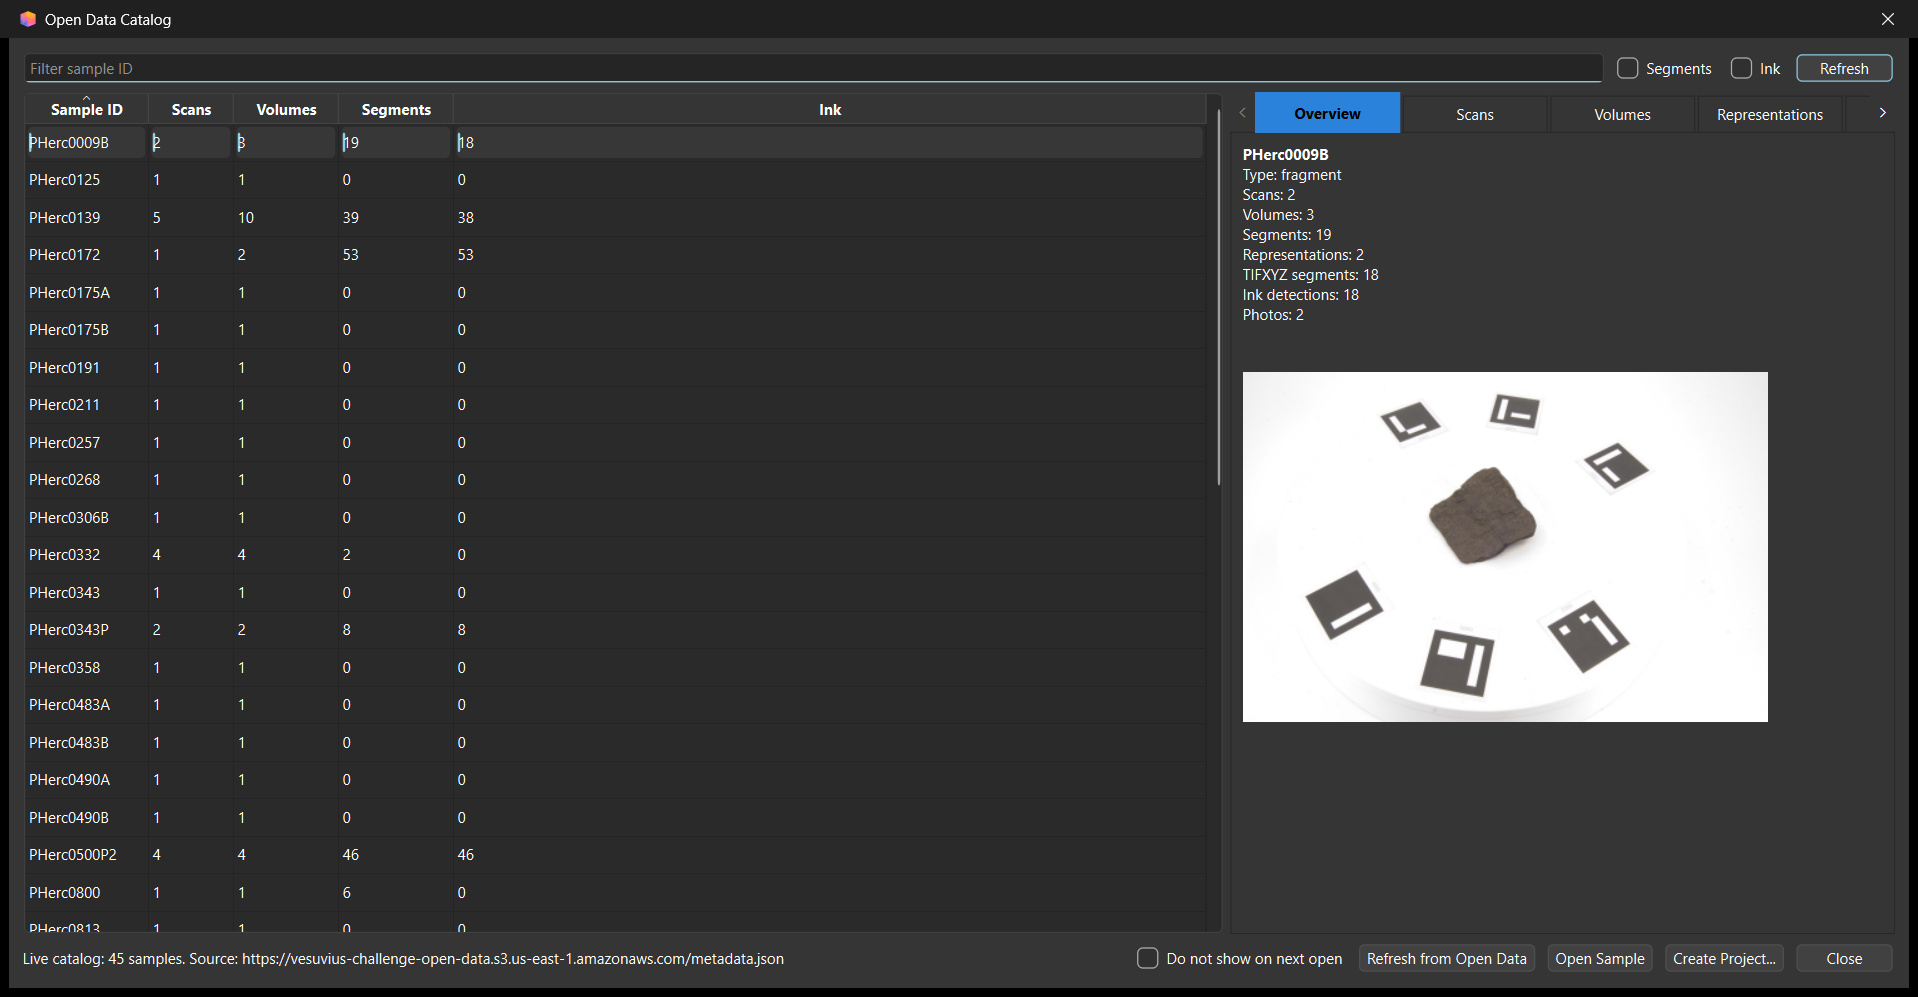 Open Data Catalog
Filter sample ID
Segments Ink Refresh
Sample ID Scans Volumes Segments Ink
PHerc0009B 2 3 19 18
PHerc0125 1 1 0 0
PHerc0139 5 10 39 38
PHerc0172 1 2 53 53
PHerc0175A 1 1 0 0
PHerc0175B 1 1 0 0
PHerc0191 1 1 0 0
PHerc0211 1 1 0 0
PHerc0257 1 1 0 0
PHerc0268 1 1 0 0
PHerc0306B 1 1 0 0
PHerc0332 4 4 2 0
PHerc0343 1 1 0 0
PHerc0343P 2 2 8 8
PHerc0358 1 1 0 0
PHerc0483A 1 1 0 0
PHerc0483B 1 1 0 0
PHerc0490A 1 1 0 0
PHerc0490B 1 1 0 0
PHerc0500P2 4 4 46 46
PHerc0800 1 1 6 0
PHerc0813 1 1 0 0
Overview Scans Volumes Representations
PHerc0009B
Type: fragment
Scans: 2
Volumes: 3
Segments: 19
Representations: 2
TIFXYZ segments: 18
Ink detections: 18
Photos: 2
Live catalog: 45 samples. Source: https://vesuvius-challenge-open-data.s3.us-east-1.amazonaws.com/metadata.json
Do not show on next open Refresh from Open Data Open Sample Create Project... Close